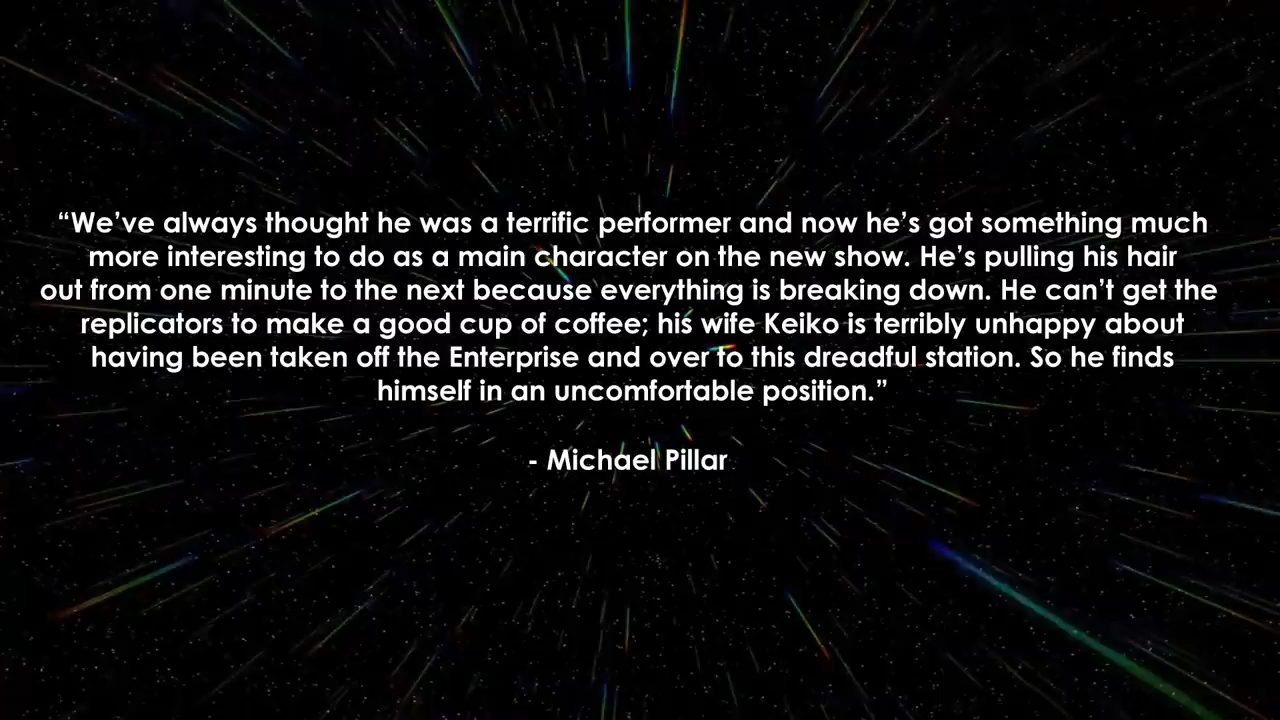 “We’ve always thought he was a terrific performer and now he’s got something much
more interesting to do as a main character on the new show. He’s pulling his hair
out from one minute to the next because everything is breaking down. He can’t get the
replicators to make a good cup of coffee; his wife Keiko is terribly unhappy about
having been taken off the Enterprise and over to this dreadful station. So he finds
himself in an uncomfortable position.”
- Michael Pillar